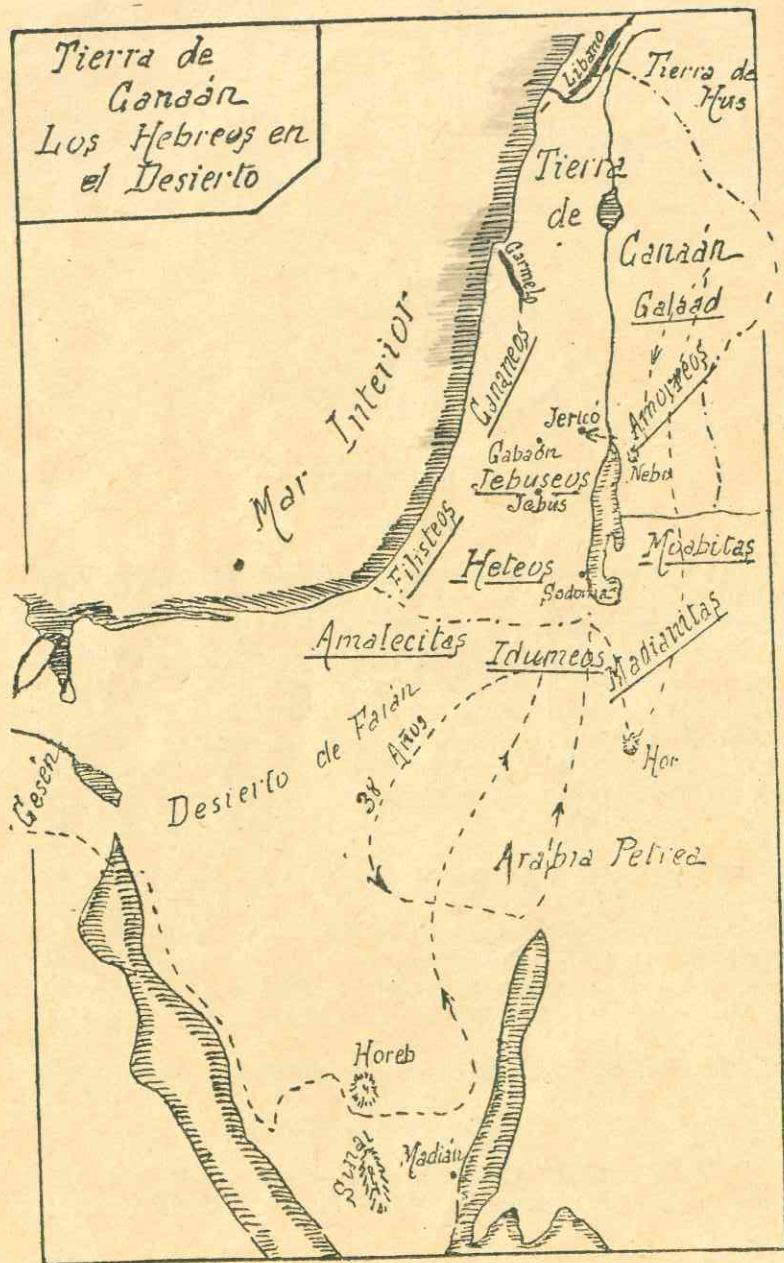 Tierra de
Canaán
Los Hebreos en
el Desierto
Líbano
Tierra de
Hus
Tierra
de
Canaán
Carmelo
Galaad
Mar Interior
Cananeos
Amorréos
Jericó
Gabaón
Nebo
Jebuseos
Jebús
Filisteos
Moabitas
Heteos
Sodoma
Amalecitas
Idumeos
Madianitas
Desierto de Farán
38 Años
Hor
Gesén
Arabia Petrea
Horeb
Sinaí
Madián